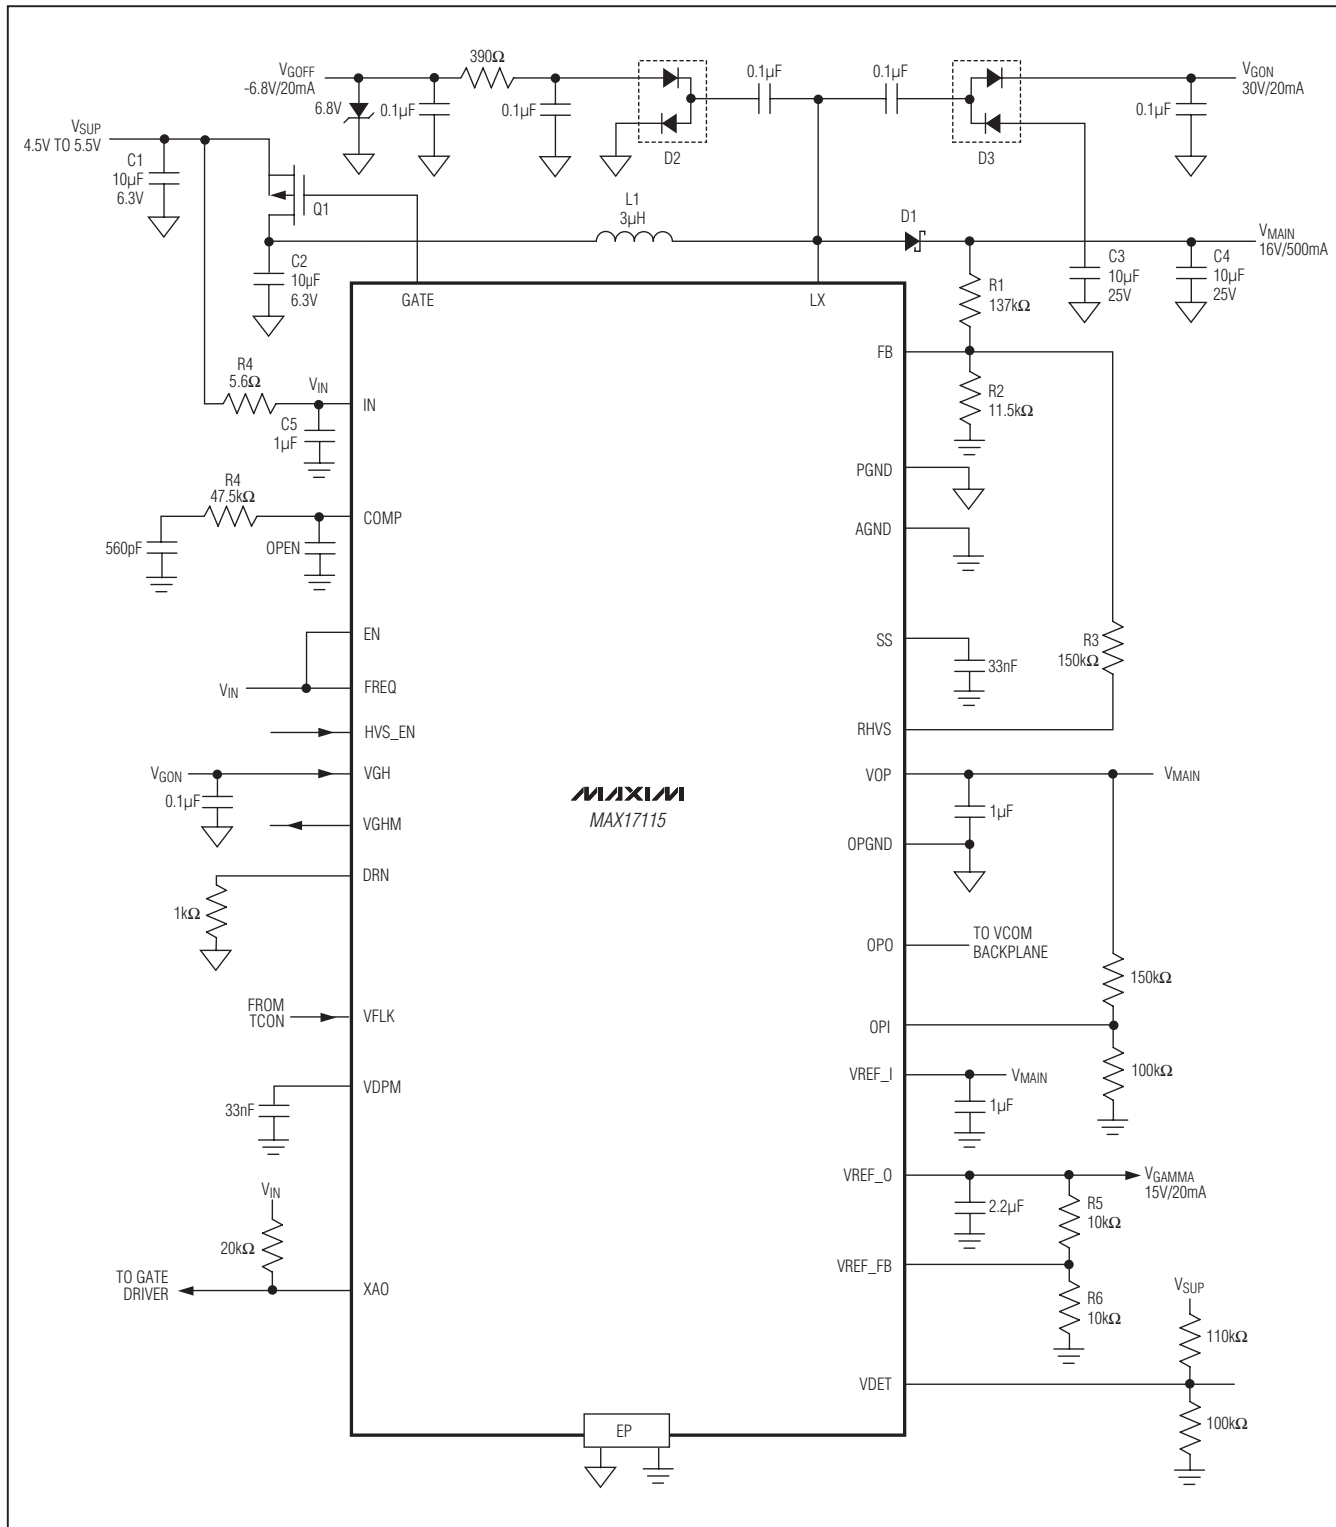 VGOFF
-6.8V/20mA
390Ω
6.8V
0.1µF
0.1µF
D2
0.1µF
0.1µF
D3
VGON
30V/20mA
0.1µF
VSUP
4.5V TO 5.5V
C1
10µF
6.3V
Q1
L1
3µH
D1
VMAIN
16V/500mA
C2
10µF
6.3V
C3
10µF
25V
C4
10µF
25V
GATE
LX
R1
137kΩ
FB
R2
11.5kΩ
R4
5.6Ω
VIN
IN
C5
1µF
PGND
R4
47.5kΩ
COMP
560pF
OPEN
AGND
EN
SS
33nF
R3
150kΩ
VIN
FREQ
HVS_EN
RHVS
VGON
VGH
0.1µF
VOP
VMAIN
1µF
VGHM
OPGND
MAXIM
MAX17115
DRN
1kΩ
OPO
TO VCOM
BACKPLANE
150kΩ
FROM
TCON
VFLK
OPI
100kΩ
VDPM
33nF
VREF_I
VMAIN
1µF
VREF_O
VGAMMA
15V/20mA
2.2µF
R5
10kΩ
VIN
20kΩ
VREF_FB
TO GATE
DRIVER
XAO
R6
10kΩ
VSUP
110kΩ
VDET
100kΩ
EP